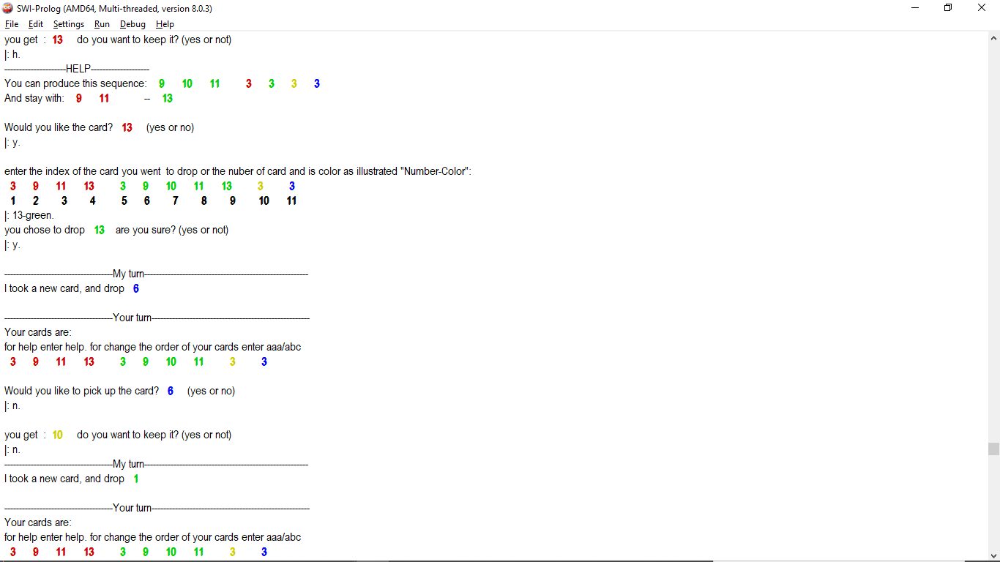 SWI-Prolog (AMD64, Multi-threaded, version 8.0.3)
File Edit Settings Run Debug Help
you get : 13 do you want to keep it? (yes or not)
|: h.
---------------------HELP--------------------
You can produce this sequence: 9 10 11 3 3 3 3
And stay with: 9 11 -- 13
Would you like the card? 13 (yes or no)
|: y.
enter the index of the card you went to drop or the nuber of card and is color as illustrated "Number-Color":
3 9 11 13 3 9 10 11 13 3 3
1 2 3 4 5 6 7 8 9 10 11
|: 13-green.
you chose to drop 13 are you sure? (yes or not)
|: y.
-------------------------------------My turn--------------------------------------------------------
I took a new card, and drop 6
-------------------------------------Your turn------------------------------------------------------
Your cards are:
for help enter help. for change the order of your cards enter aaa/abc
3 9 11 13 3 9 10 11 3 3
Would you like to pick up the card? 6 (yes or no)
|: n.
you get : 10 do you want to keep it? (yes or not)
|: n.
-------------------------------------My turn--------------------------------------------------------
I took a new card, and drop 1
-------------------------------------Your turn------------------------------------------------------
Your cards are:
for help enter help. for change the order of your cards enter aaa/abc
3 9 11 13 3 9 10 11 3 3